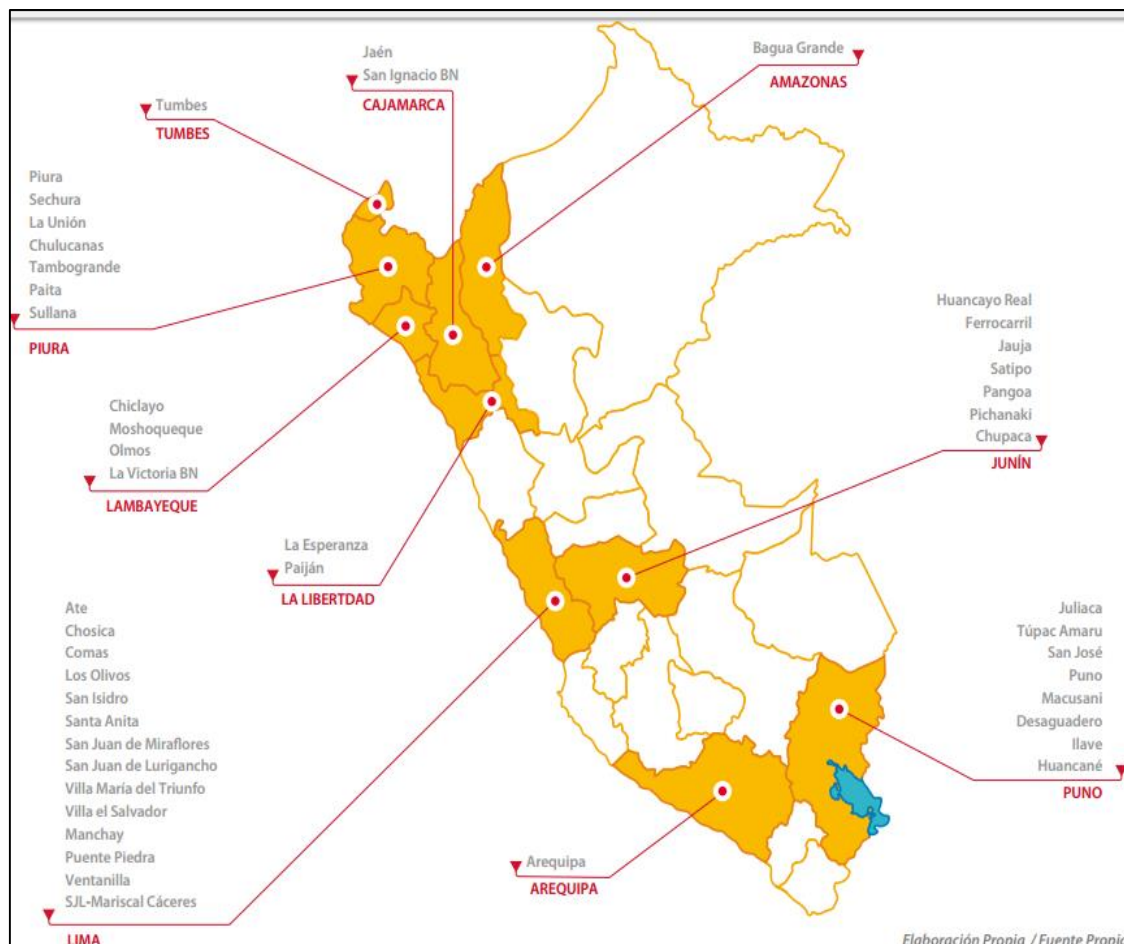 Jaén
San Ignacio BN
CAJAMARCA
Bagua Grande
AMAZONAS
Tumbes
TUMBES
Piura
Sechura
La Unión
Chulucanas
Tambogrande
Paita
Sullana
PIURA
Huancayo Real
Ferrocarril
Jauja
Satipo
Pangoa
Pichanaki
Chupaca
JUNÍN
Chiclayo
Moshoqueque
Olmos
La Victoria BN
LAMBAYEQUE
La Esperanza
Paiján
LA LIBERTDAD
Ate
Chosica
Comas
Los Olivos
San Isidro
Santa Anita
San Juan de Miraflores
San Juan de Lurigancho
Villa María del Triunfo
Villa el Salvador
Manchay
Puente Piedra
Ventanilla
SJL-Mariscal Cáceres
LIMA
Juliaca
Túpac Amaru
San José
Puno
Macusani
Desaguadero
Ilave
Huancané
PUNO
Arequipa
AREQUIPA
Elaboración Propia / Fuente Propia